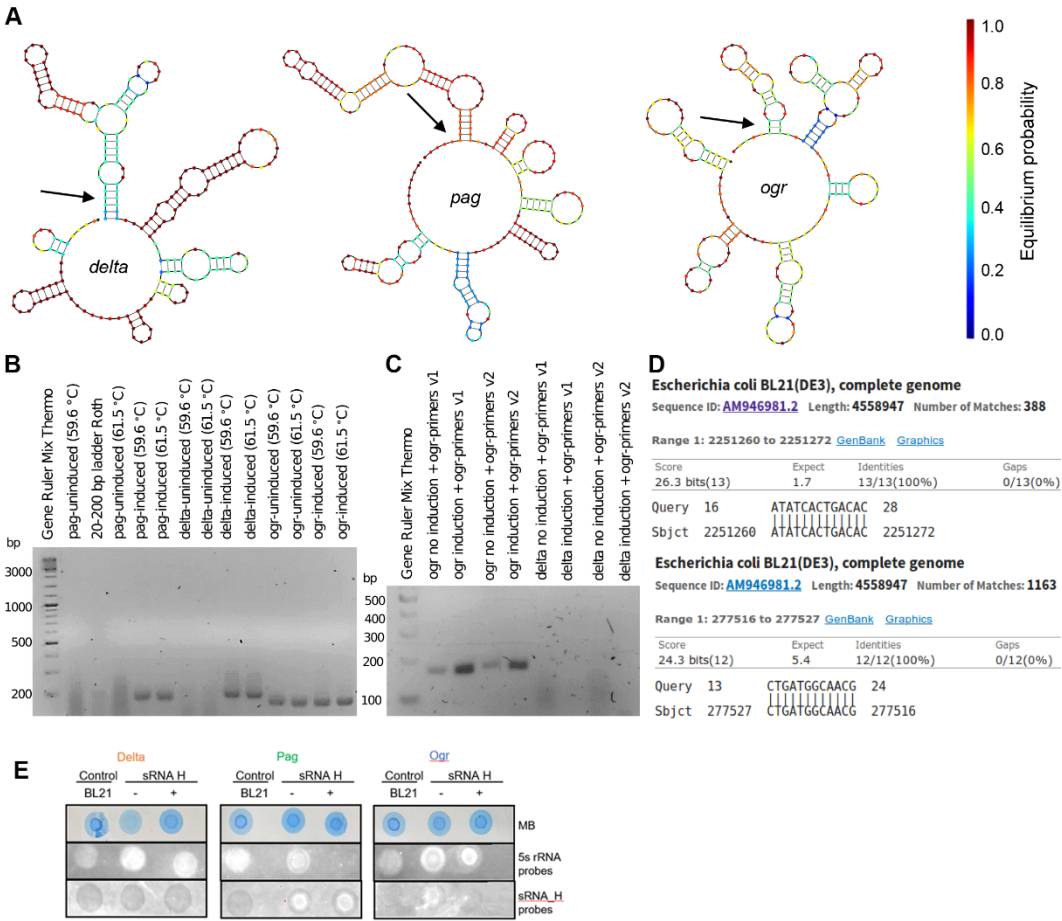 A
delta
pag
ogr
1.0
0.8
0.6
0.4
0.2
0.0
Equilibrium probability
B
Gene Ruler Mix Thermo
pag-uninduced (59.6 °C)
20-200 bp ladder Roth
pag-uninduced (61.5 °C)
pag-induced (59.6 °C)
pag-induced (61.5 °C)
delta-uninduced (59.6 °C)
delta-uninduced (61.5 °C)
delta-induced (59.6 °C)
delta-induced (61.5 °C)
ogr-uninduced (59.6 °C)
ogr-uninduced (61.5 °C)
ogr-induced (59.6 °C)
ogr-induced (61.5 °C)
bp
3000
1000
500
200
C
Gene Ruler Mix Thermo
ogr no induction + ogr-primers v1
ogr induction + ogr-primers v1
ogr no induction + ogr-primers v2
ogr induction + ogr-primers v2
delta no induction + ogr-primers v1
delta induction + ogr-primers v1
delta no induction + ogr-primers v2
delta induction + ogr-primers v2
bp
500
400
300
200
100
D
Escherichia coli BL21(DE3), complete genome
Sequence ID: AM946981.2 Length: 4558947 Number of Matches: 388
Range 1: 2251260 to 2251272 GenBank Graphics
Score Expect Identities Gaps
26.3 bits(13) 1.7 13/13(100%) 0/13(0%)
Query 16 ATATCACTGACAC 28
Sbjct 2251260 ATATCACTGACAC 2251272
Escherichia coli BL21(DE3), complete genome
Sequence ID: AM946981.2 Length: 4558947 Number of Matches: 1163
Range 1: 277516 to 277527 GenBank Graphics
Score Expect Identities Gaps
24.3 bits(12) 5.4 12/12(100%) 0/12(0%)
Query 13 CTGATGGCAACG 24
Sbjct 277527 CTGATGGCAACG 277516
E
Delta Pag Ogr
Control sRNA H Control sRNA H Control sRNA H
BL21 - + BL21 - + BL21 - +
MB
5s rRNA
probes
sRNA_H
probes